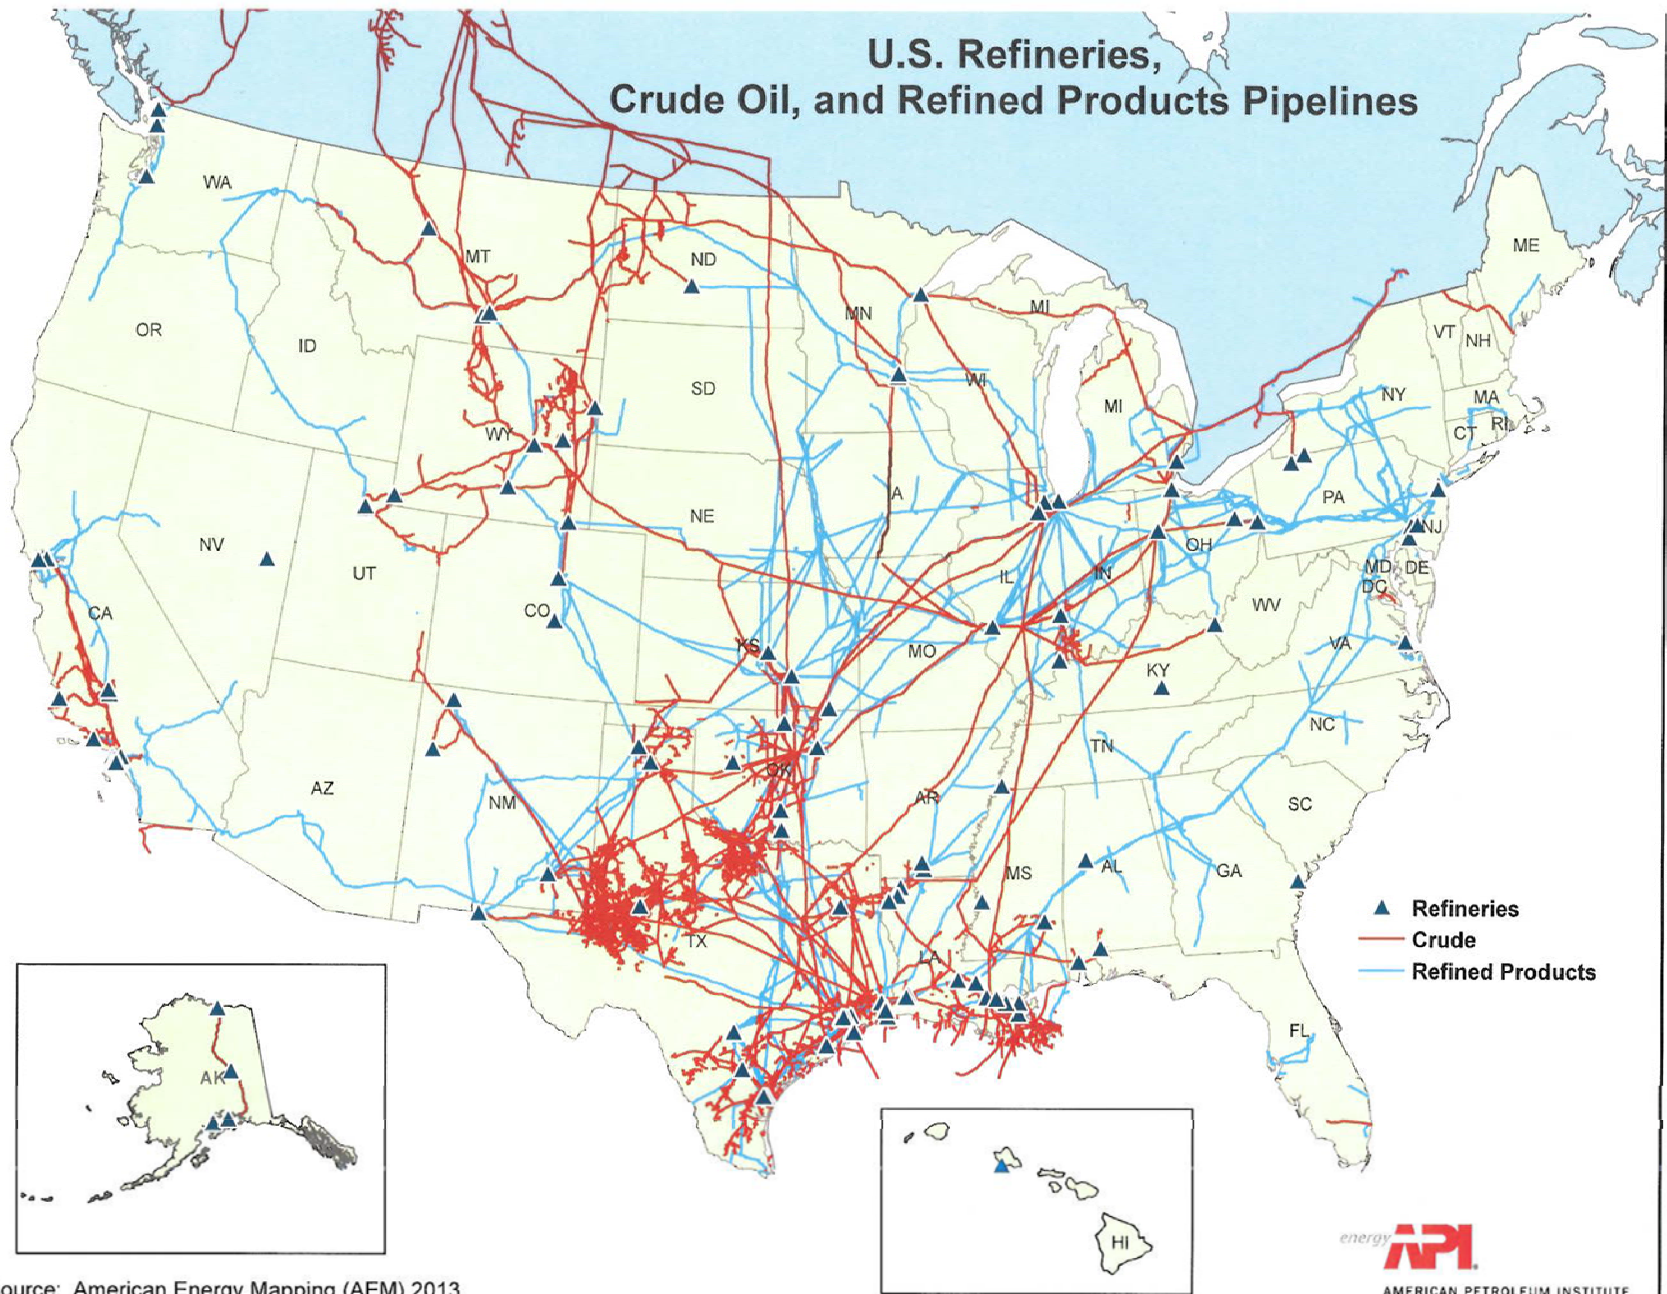 U.S. Refineries,
Crude Oil, and Refined Products Pipelines
WA
MT
ND
MN
MI
ME
OR
ID
SD
WI
MI
VT
NH
NY
MA
RI
CT
WY
NE
IA
PA
NJ
NV
UT
CO
IL
IN
OH
MD
DE
DC
WV
VA
CA
KS
MO
KY
NC
TN
AZ
NM
OK
AR
SC
MS
AL
GA
TX
LA
FL
Refineries
Crude
Refined Products
AK
HI
energy API
AMERICAN PETROLEUM INSTITUTE
ource: American Energy Mapping (AEM) 2013